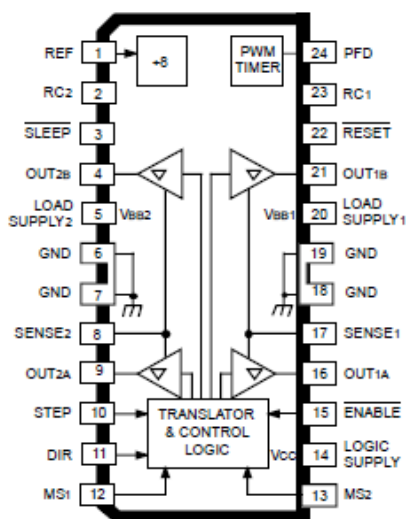 REF 1 +8 PWM TIMER 24 PFD
RC2 2 23 RC1
SLEEP 3 22 RESET
OUT2B 4 21 OUT1B
LOAD SUPPLY2 5 VBB2 VBB1 20 LOAD SUPPLY1
GND 6 19 GND
GND 7 18 GND
SENSE2 8 17 SENSE1
OUT2A 9 16 OUT1A
STEP 10 TRANSLATOR & CONTROL LOGIC 15 ENABLE
DIR 11 VCC 14 LOGIC SUPPLY
MS1 12 13 MS2